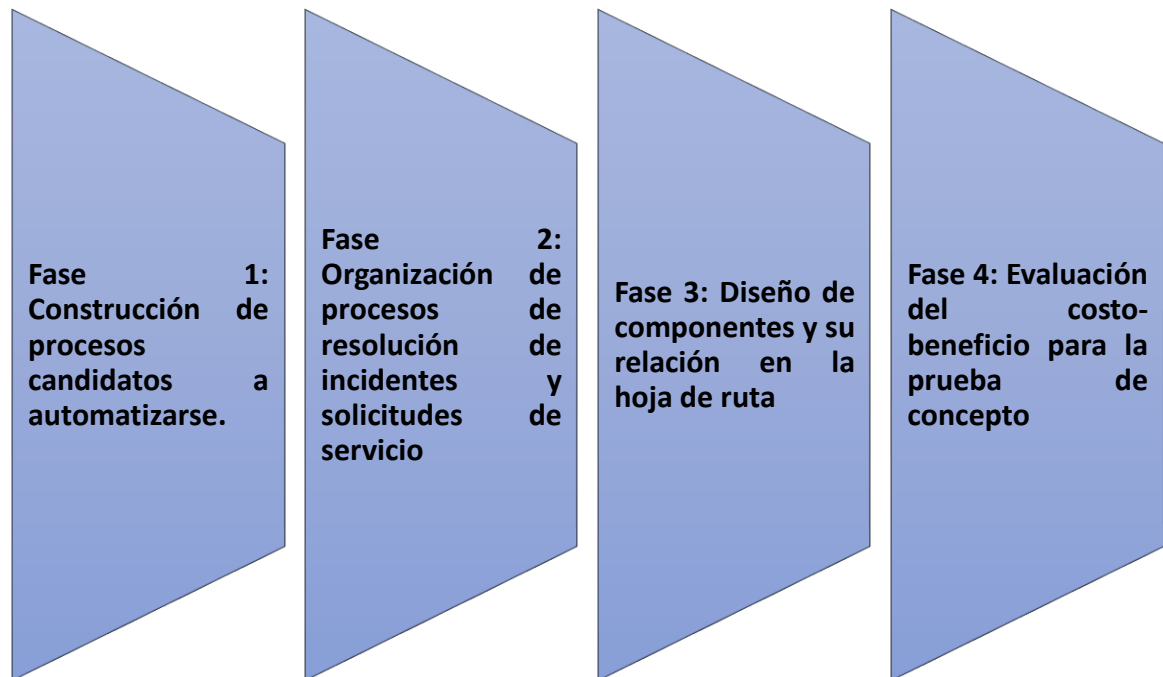 Fase 1:
Construcción de
procesos
candidatos a
automatizarse.
Fase 2:
Organización de
procesos de
resolución de
incidentes y
solicitudes de
servicio
Fase 3: Diseño de
componentes y su
relación en la
hoja de ruta
Fase 4: Evaluación
del costo-
beneficio para la
prueba de
concepto